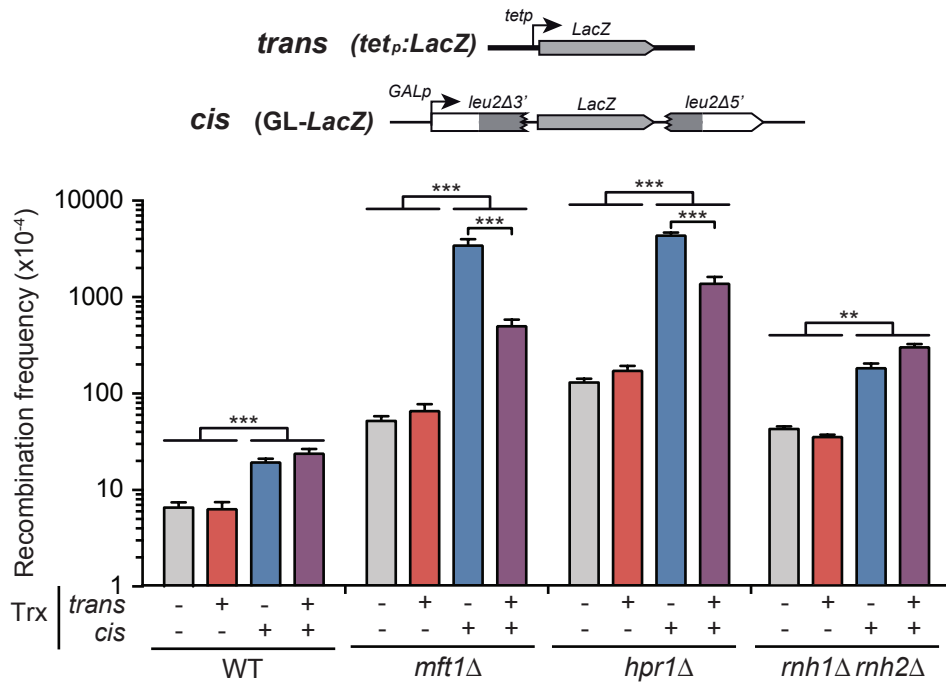 tetp LacZ
trans (tetp:LacZ)
GALp leu2Δ3' LacZ leu2Δ5'
cis (GL-LacZ)
Recombination frequency (x10-4)
10000
1000
100
10
1
***
***
***
***
***
**
Trx trans - + - + - + - + - + - + - + - +
cis - - + + - - + + - - + + - - + +
WT mft1Δ hpr1Δ rnh1Δ rnh2Δ